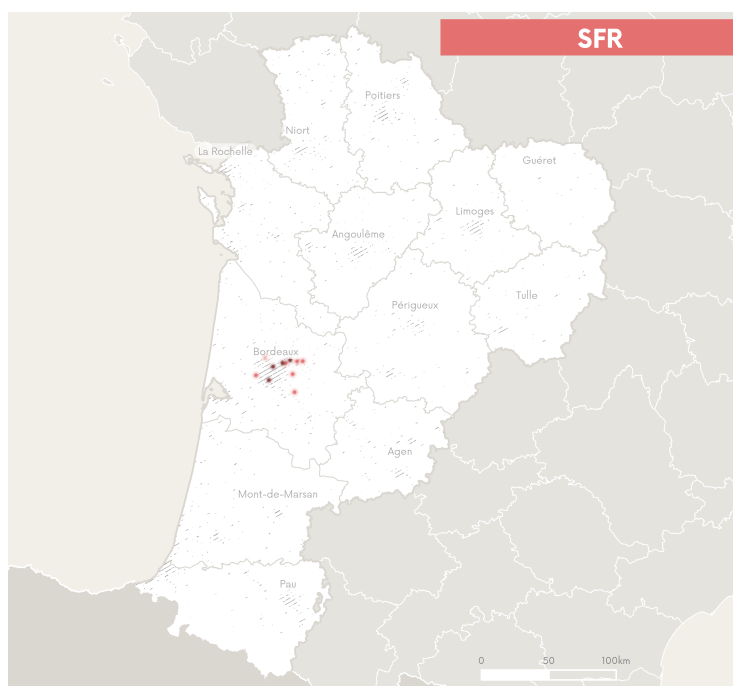 SFR
Poitiers
Niort
La Rochelle
Guéret
Limoges
Angoulême
Tulle
Périgueux
Bordeaux
Agen
Mont-de-Marsan
Pau
0 50 100km